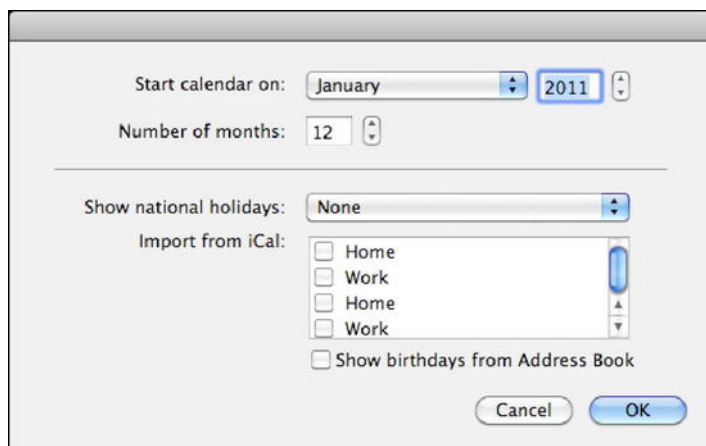 Start calendar on: January 2011
Number of months: 12
Show national holidays: None
Import from iCal:
Home
Work
Home
Work
Show birthdays from Address Book
Cancel OK